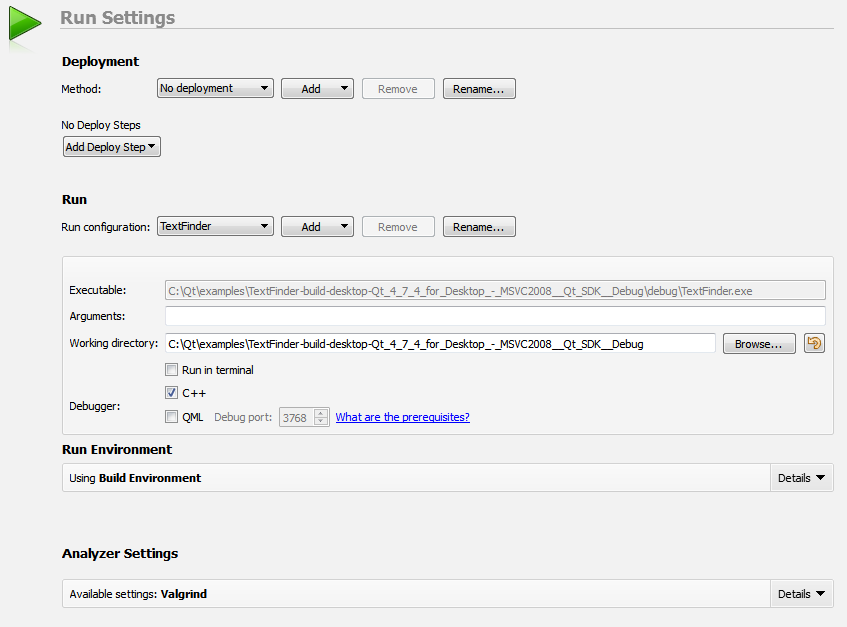 Run Settings
Deployment
Method: No deployment Add Remove Rename...
No Deploy Steps
Add Deploy Step
Run
Run configuration: TextFinder Add Remove Rename...
Executable: C:\Qt\examples\TextFinder-build-desktop-Qt_4_7_4_for_Desktop_-_MSVC2008__Qt_SDK__Debug\debug\TextFinder.exe
Arguments:
Working directory: C:\Qt\examples\TextFinder-build-desktop-Qt_4_7_4_for_Desktop_-_MSVC2008__Qt_SDK__Debug Browse...
Run in terminal
C++
Debugger:
QML Debug port: 3768 What are the prerequisites?
Run Environment
Using Build Environment Details
Analyzer Settings
Available settings: Valgrind Details